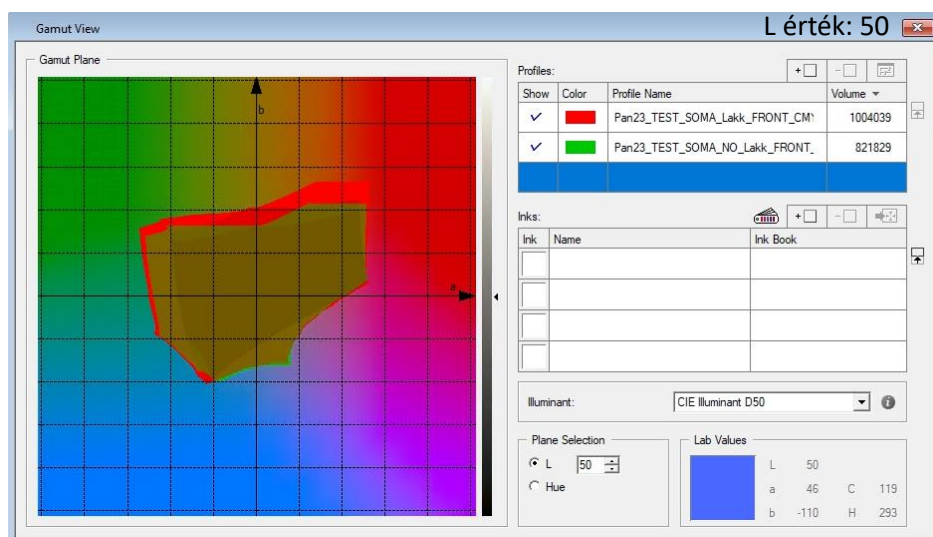 Gamut View
L érték: 50
Gamut Plane
b
a
Profiles:
Show Color Profile Name Volume
Pan23_TEST_SOMA_Lakk_FRONT_CMY 1004039
Pan23_TEST_SOMA_NO_Lakk_FRONT_ 821829
Inks:
Ink Name Ink Book
Illuminant: CIE Illuminant D50
Plane Selection
L 50
Hue
Lab Values
L 50
a 46 C 119
b -110 H 293